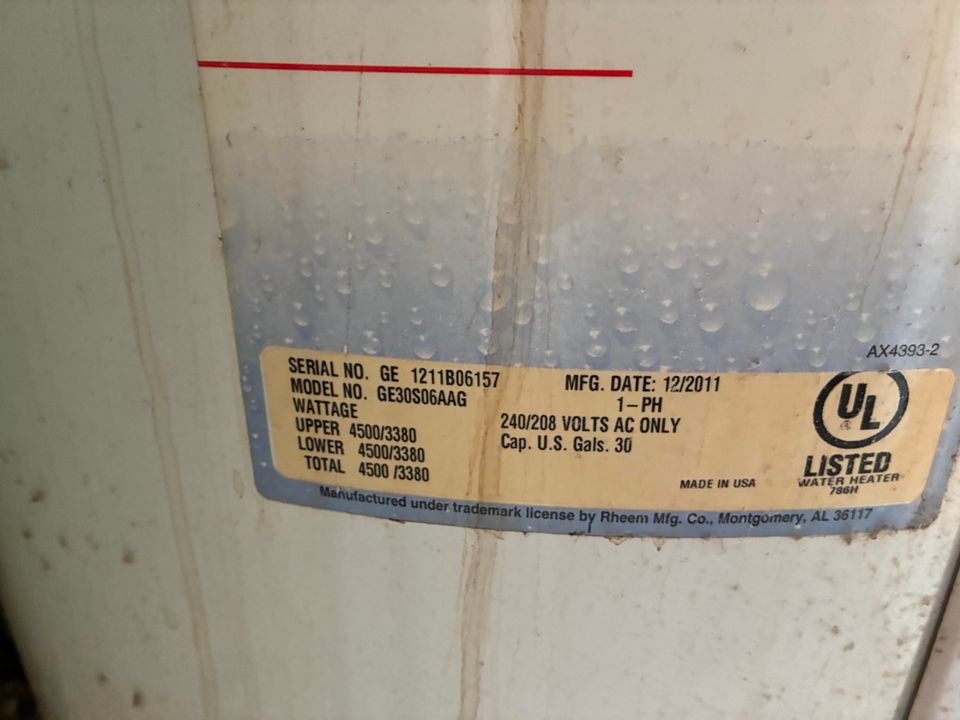 AX4393-2
SERIAL NO. GE 1211B06157
MODEL NO. GE30S06AAG
WATTAGE
UPPER 4500/3380
LOWER 4500/3380
TOTAL 4500 /3380
MFG. DATE: 12/2011
1-PH
240/208 VOLTS AC ONLY
Cap. U.S. Gals. 30
MADE IN USA
UL
®
LISTED
WATER HEATER
786H
Manufactured under trademark license by Rheem Mfg. Co., Montgomery, AL 36117